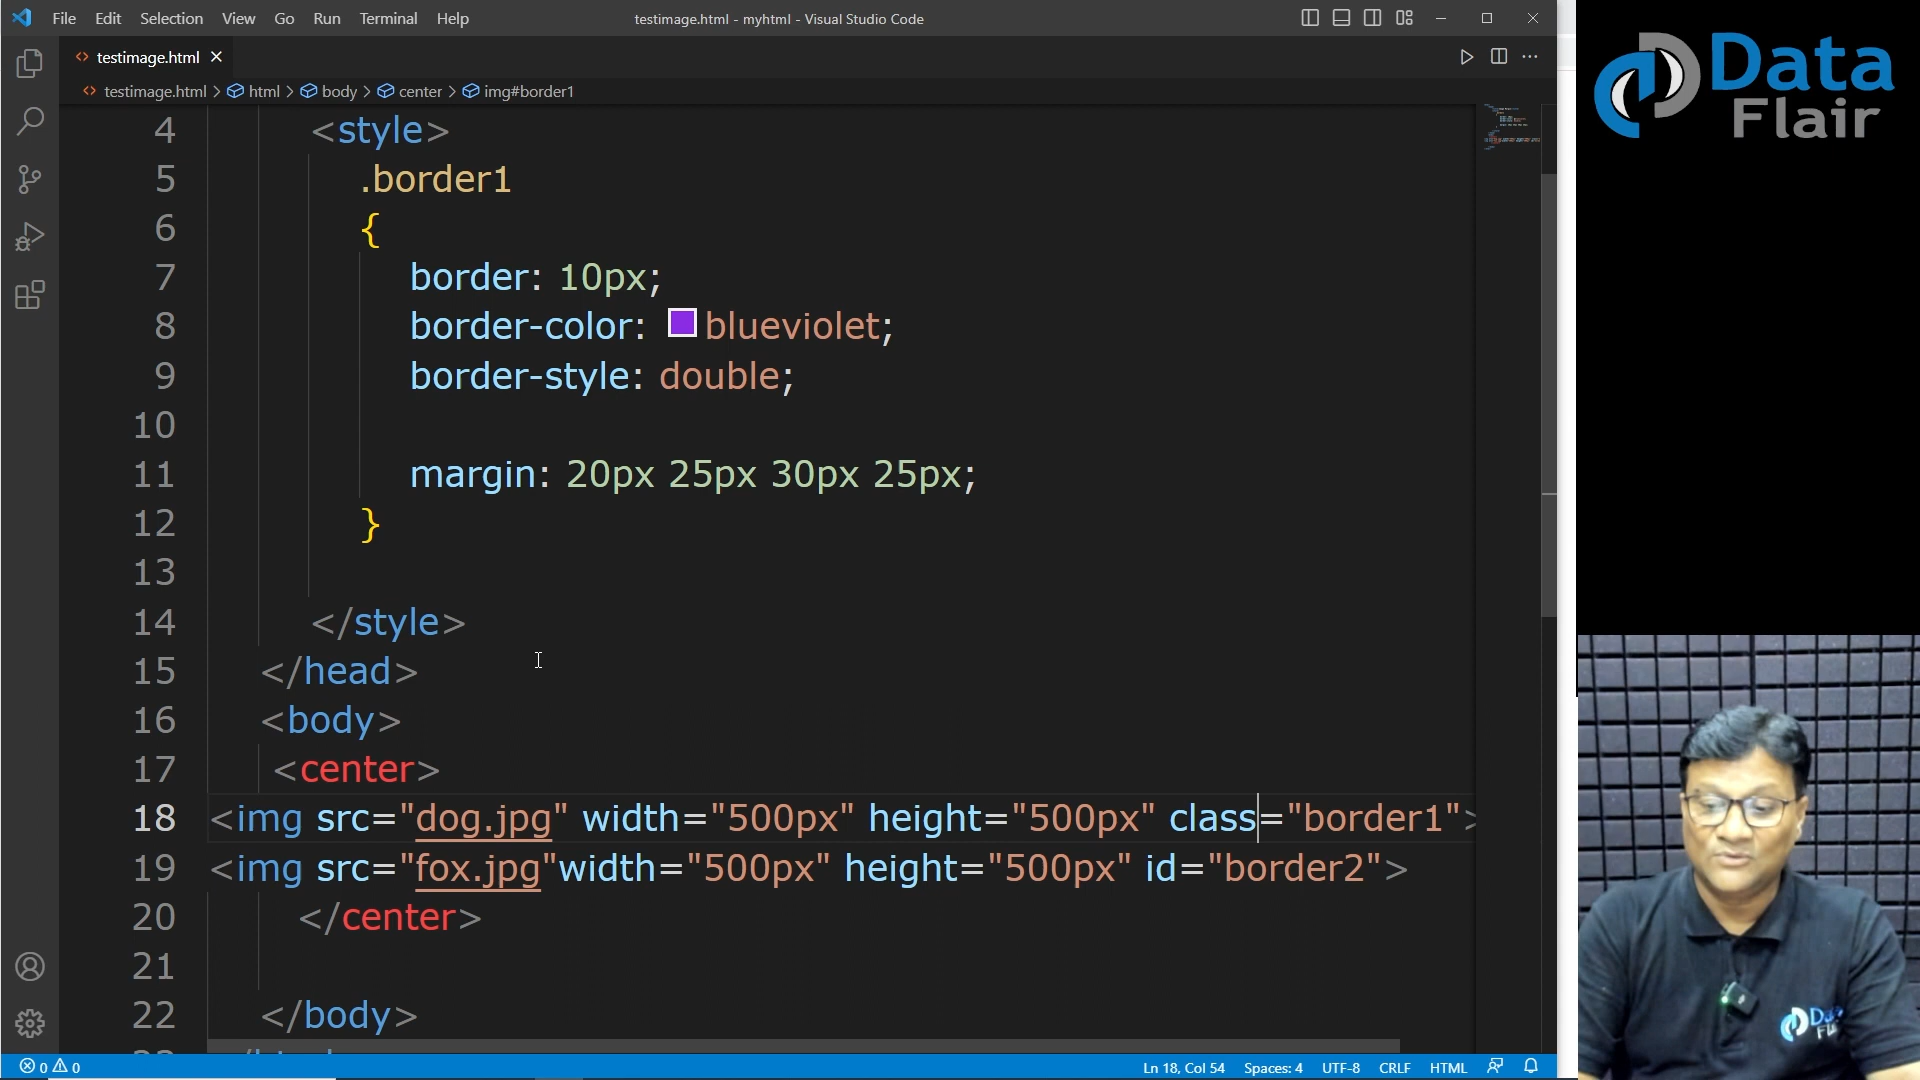 File Edit Selection View Go Run Terminal Help
testimage.html - myhtml - Visual Studio Code
testimage.html
testimage.html > html > body > center > img#border1
4 <style>
5 .border1
6 {
7 border: 10px;
8 border-color: blueviolet;
9 border-style: double;
10
11 margin: 20px 25px 30px 25px;
12 }
13
14 </style>
15 </head>
16 <body>
17 <center>
18 <img src="dog.jpg" width="500px" height="500px" class="border1">
19 <img src="fox.jpg"width="500px" height="500px" id="border2">
20 </center>
21
22 </body>
0 0
Ln 18, Col 54 Spaces: 4 UTF-8 CRLF HTML
Data
Flair